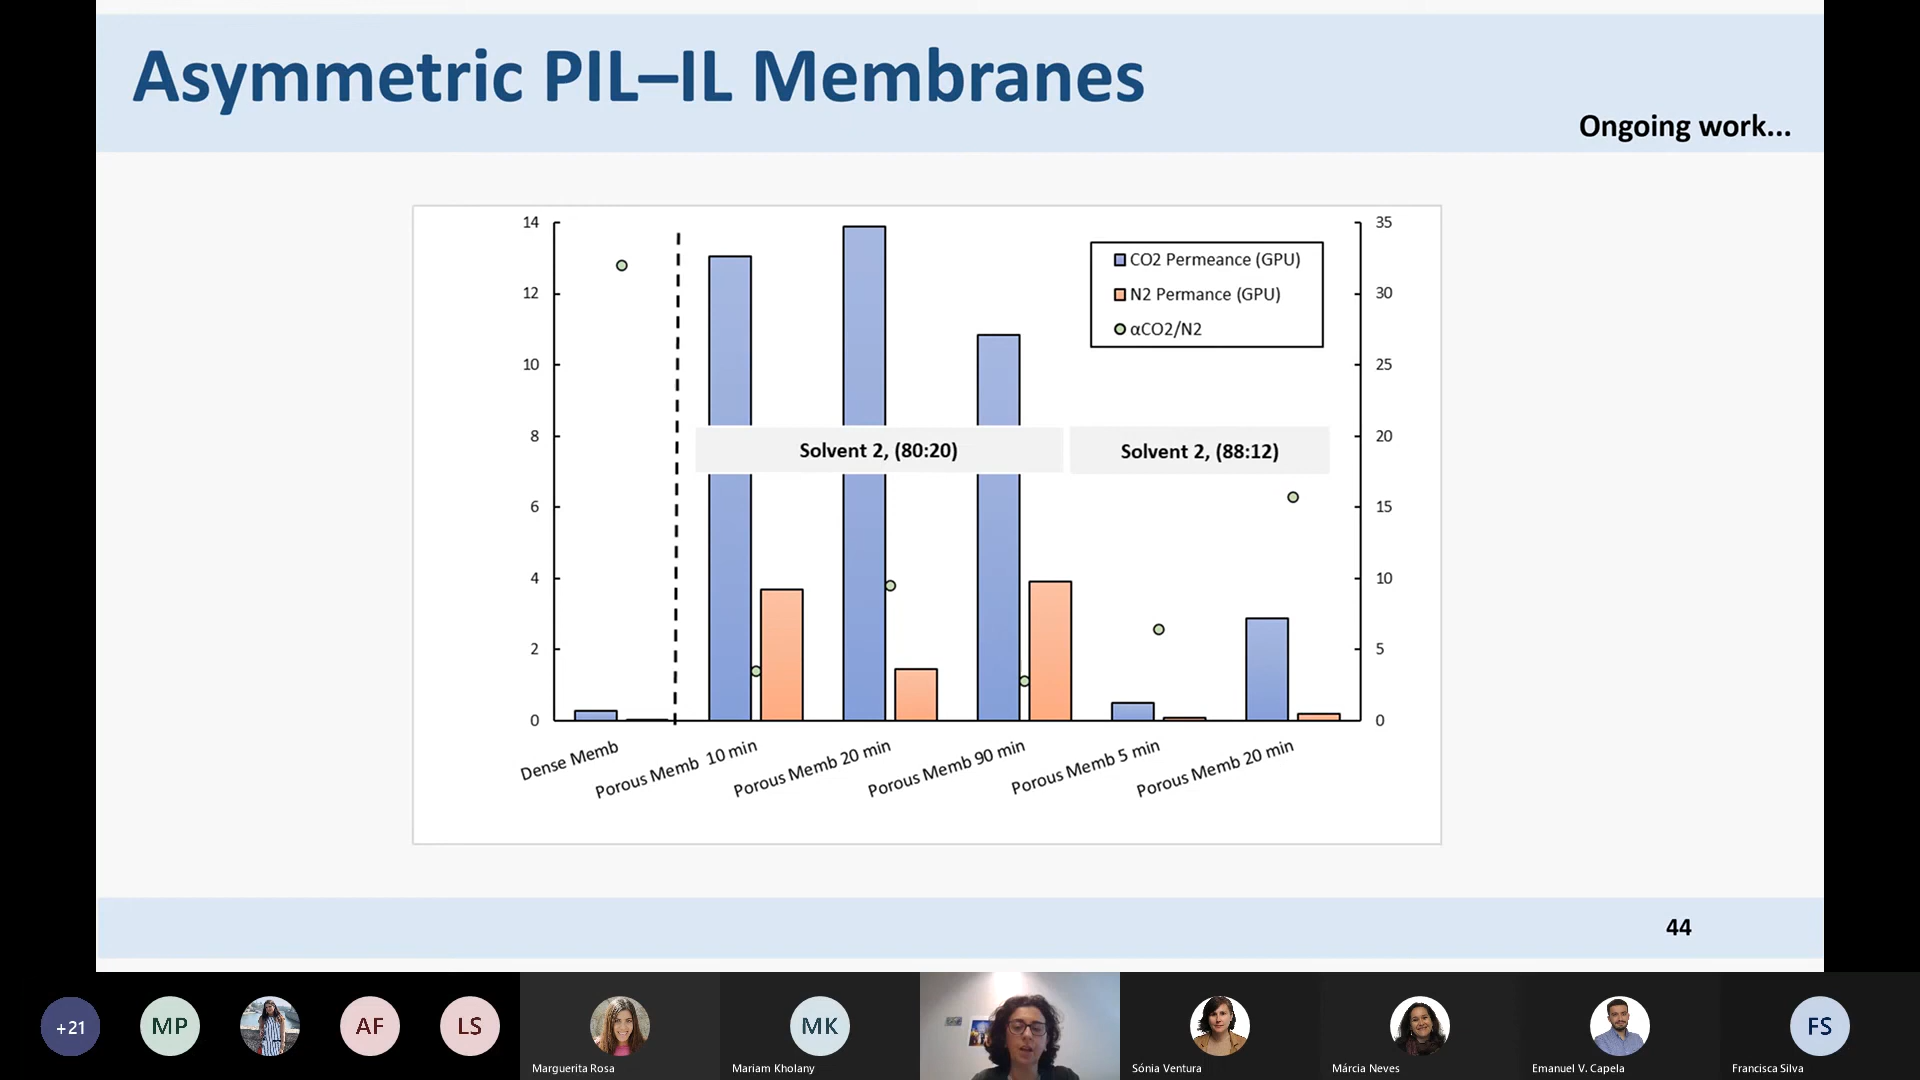 Asymmetric PIL–IL Membranes
Ongoing work...
14
12
10
8
6
4
2
0
35
30
25
20
15
10
5
0
CO2 Permeance (GPU)
N2 Permance (GPU)
αCO2/N2
Solvent 2, (80:20)
Solvent 2, (88:12)
Dense Memb
Porous Memb 10 min
Porous Memb 20 min
Porous Memb 90 min
Porous Memb 5 min
Porous Memb 20 min
44
+21
MP
AF
LS
Marguerita Rosa
MK
Mariam Kholany
Sónia Ventura
Márcia Neves
Emanuel V. Capela
FS
Francisca Silva